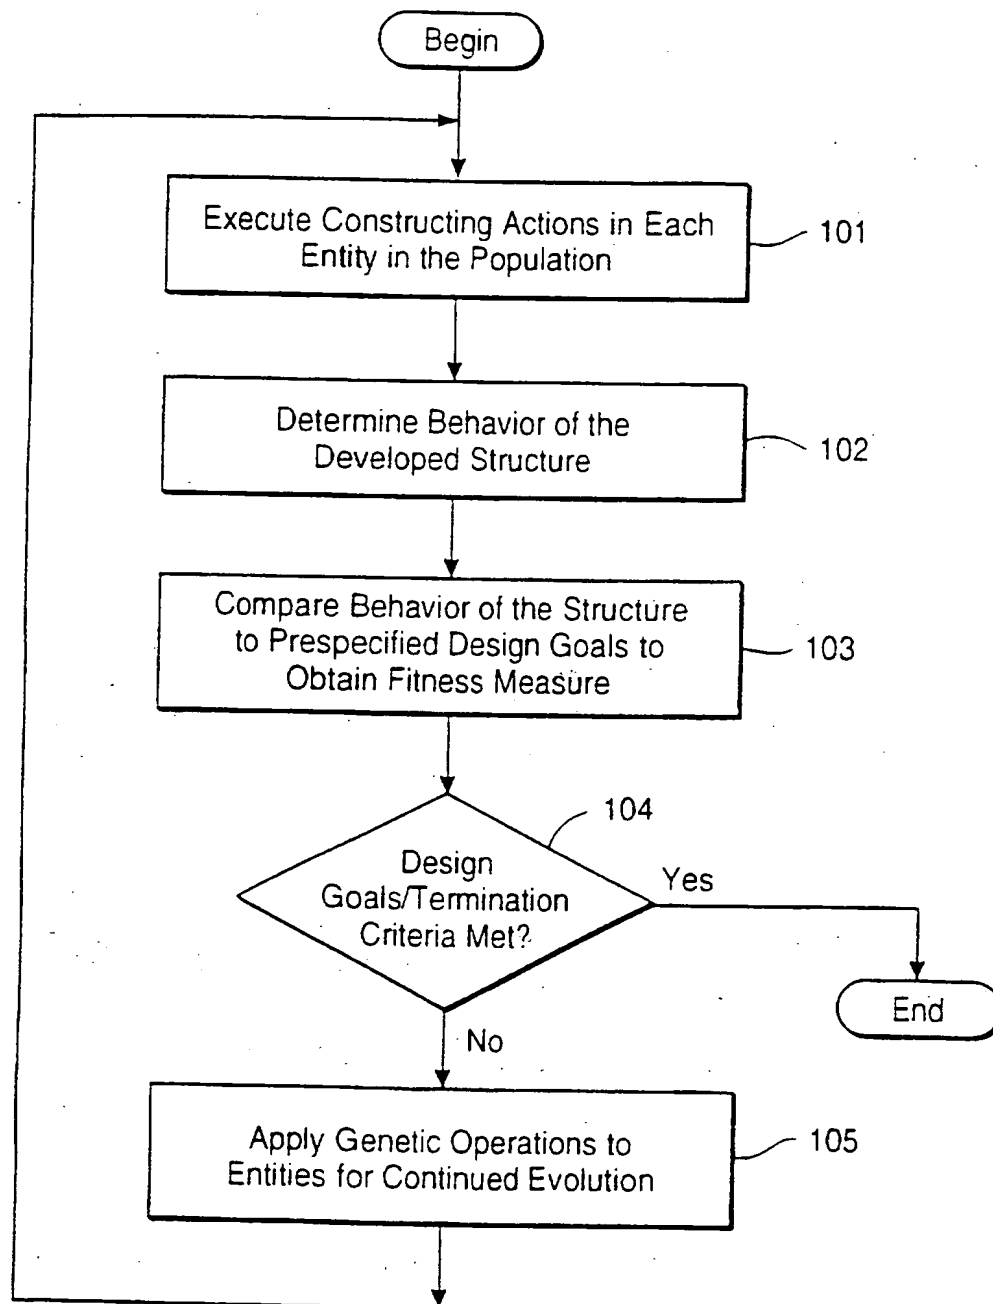 Begin
Execute Constructing Actions in Each
Entity in the Population
101
Determine Behavior of the
Developed Structure
102
Compare Behavior of the Structure
to Prespecified Design Goals to
Obtain Fitness Measure
103
104
Design
Goals/Termination
Criteria Met?
Yes
End
No
Apply Genetic Operations to
Entities for Continued Evolution
105